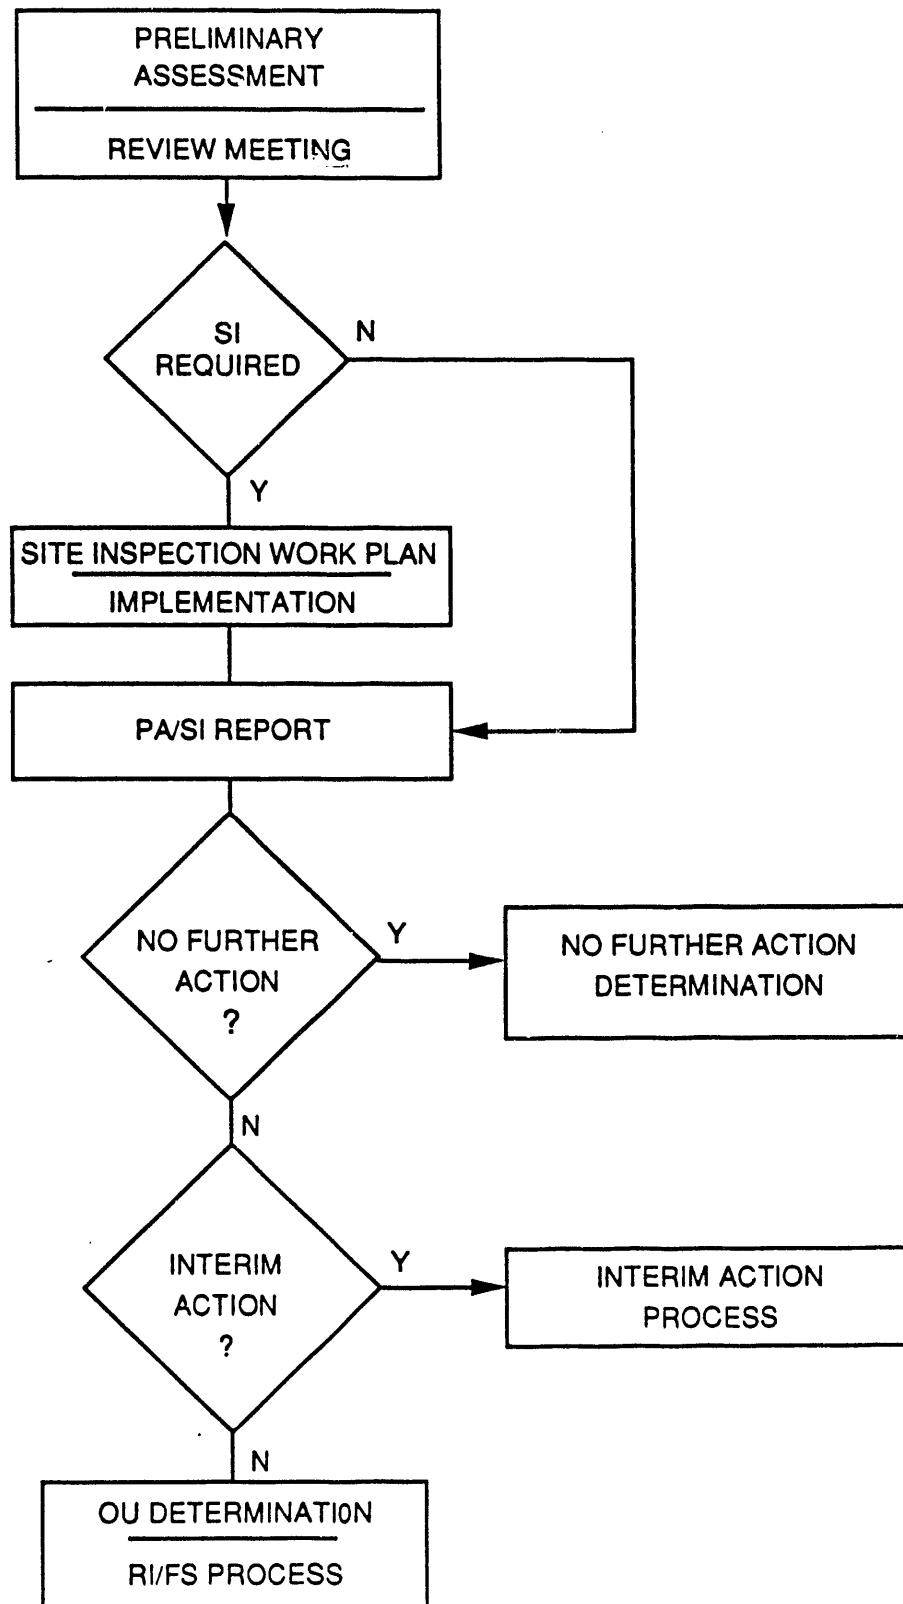 PRELIMINARY
ASSESSMENT
REVIEW MEETING
SI
REQUIRED
N
Y
SITE INSPECTION WORK PLAN
IMPLEMENTATION
PA/SI REPORT
NO FURTHER
ACTION
?
Y
NO FURTHER ACTION
DETERMINATION
N
INTERIM
ACTION
?
Y
INTERIM ACTION
PROCESS
N
OU DETERMINATION
RI/FS PROCESS